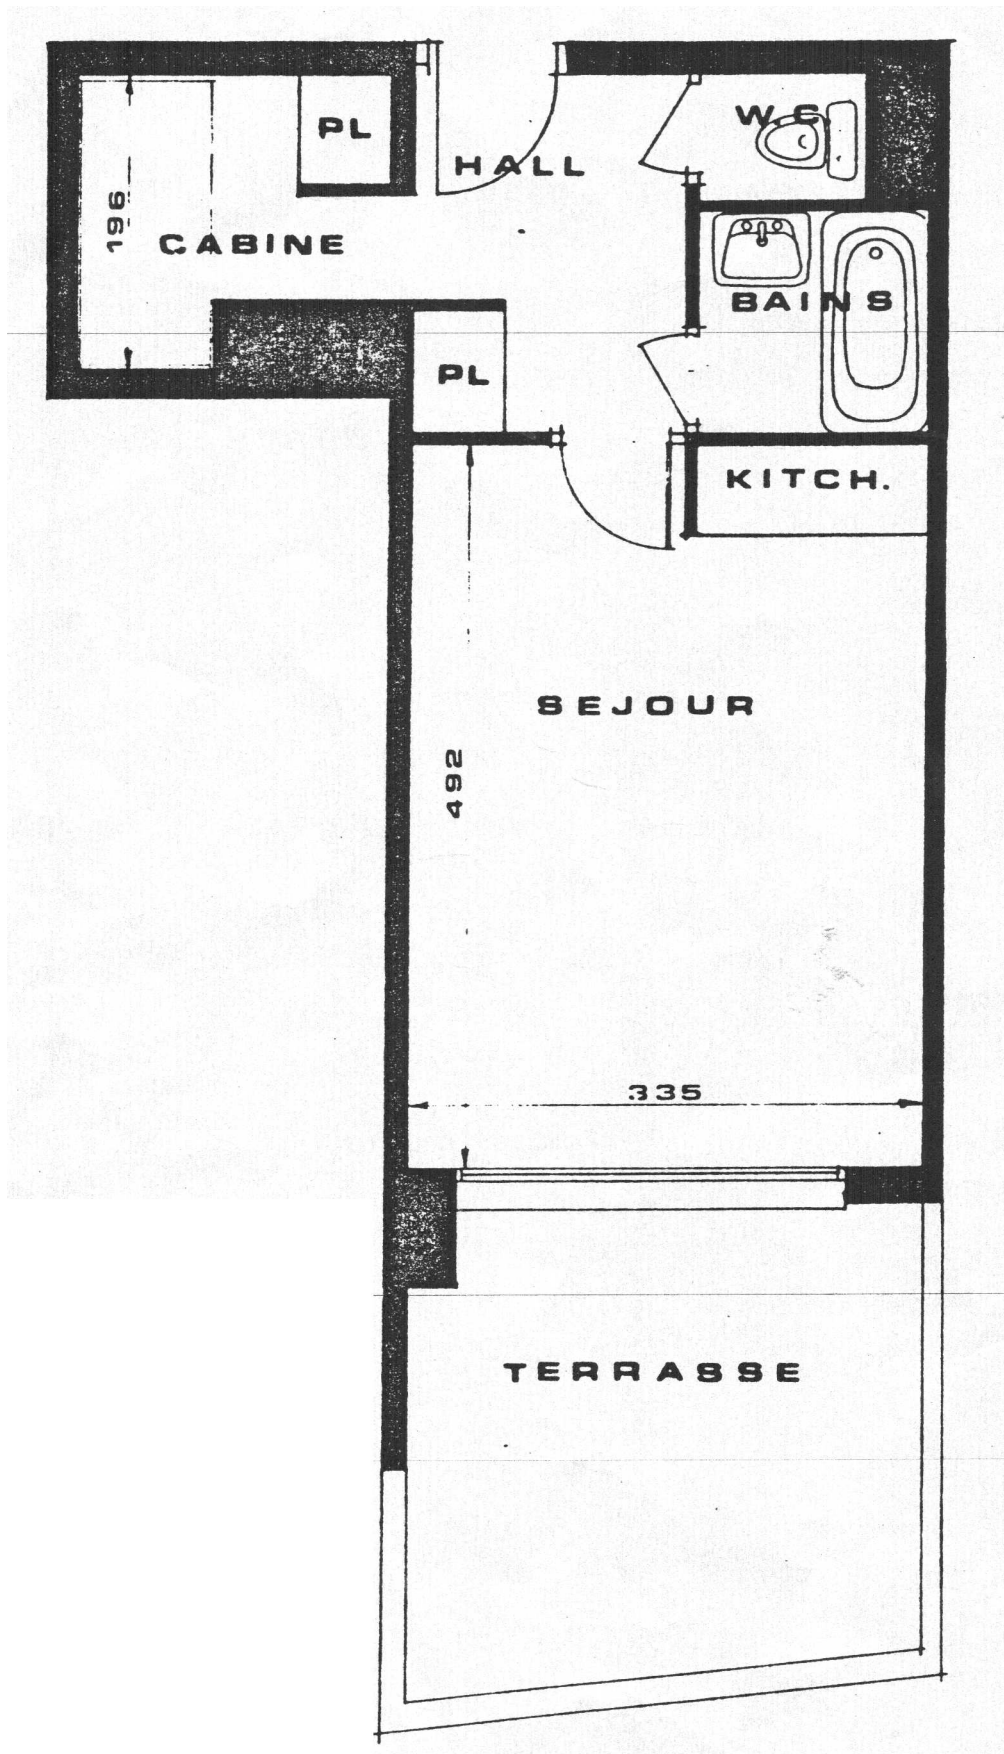 PL
W.C.
HALL
196
CABINE
BAINS
PL
KITCH.
SEJOUR
492
335
TERRASSE